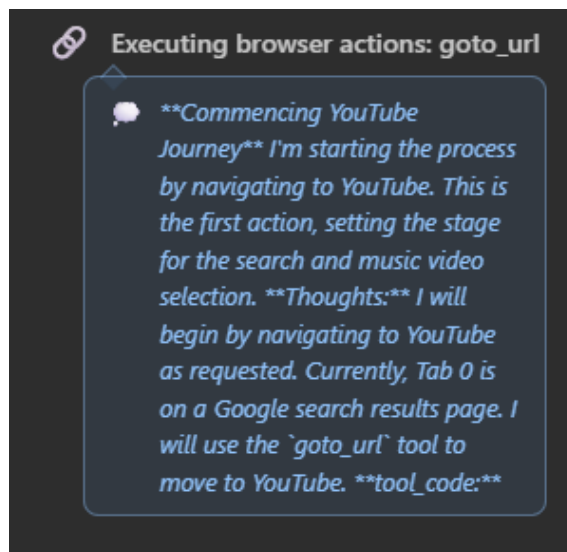 Executing browser actions: goto_url
**Commencing YouTube
Journey** I'm starting the process
by navigating to YouTube. This is
the first action, setting the stage
for the search and music video
selection. **Thoughts:** I will
begin by navigating to YouTube
as requested. Currently, Tab 0 is
on a Google search results page. I
will use the `goto_url` tool to
move to YouTube. **tool_code:**